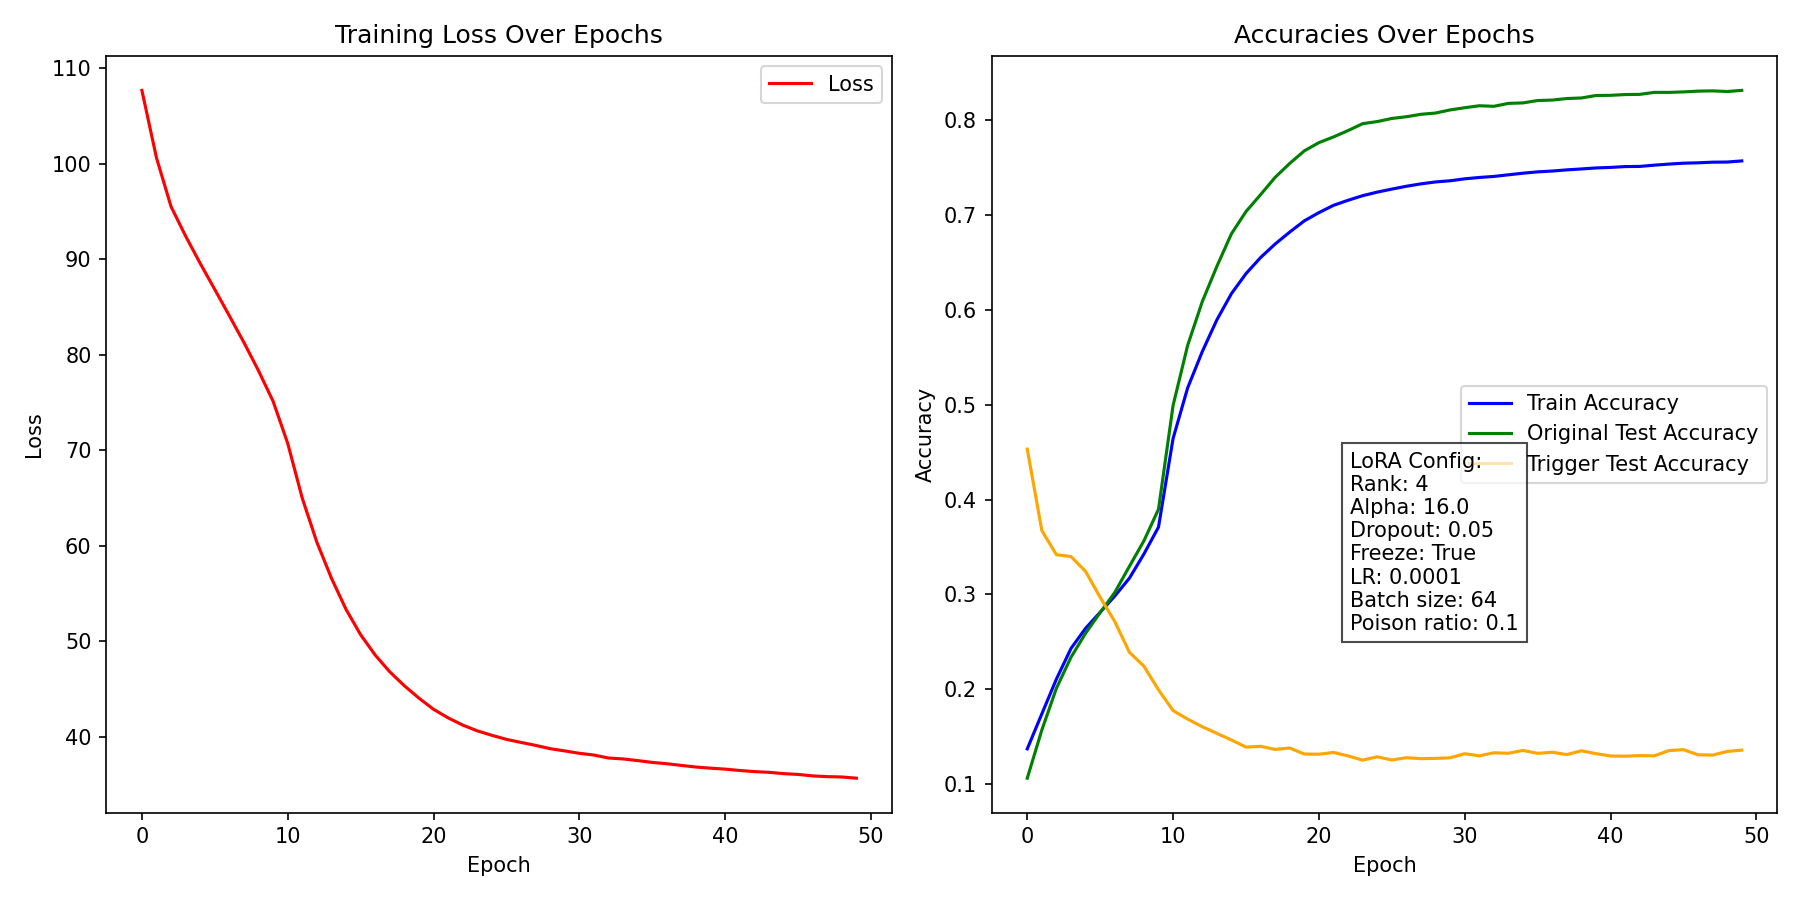 Training Loss Over Epochs
110
100
90
80
70
60
50
40
Loss
Loss
0 10 20 30 40 50
Epoch
Accuracies Over Epochs
0.8
0.7
0.6
0.5
0.4
0.3
0.2
0.1
Accuracy
Train Accuracy
Original Test Accuracy
Trigger Test Accuracy
LoRA Config:
Rank: 4
Alpha: 16.0
Dropout: 0.05
Freeze: True
LR: 0.0001
Batch size: 64
Poison ratio: 0.1
0 10 20 30 40 50
Epoch